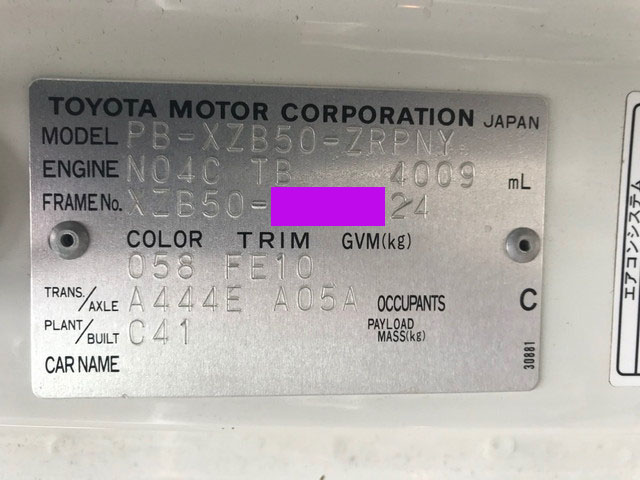 TOYOTA MOTOR CORPORATION JAPAN
MODEL PB-XZB50-ZRPNY
ENGINE N04C TB 4009 mL
FRAME No. XZB50- 24
COLOR TRIM GVM(kg)
058 FE10
TRANS./AXLE A444E A05A OCCUPANTS C
PLANT/BUILT C41 PAYLOAD MASS(kg)
CAR NAME
30881
エアコンシステム